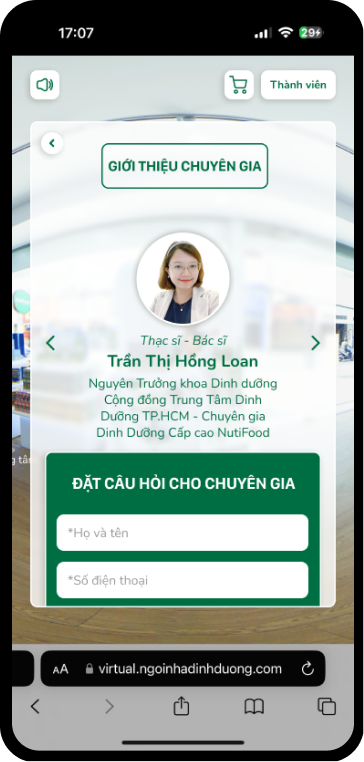 17:07
29
Thành viên
GIỚI THIỆU CHUYÊN GIA
Thạc sĩ - Bác sĩ
Trần Thị Hồng Loan
Nguyên Trưởng khoa Dinh dưỡng
Cộng đồng Trung Tâm Dinh
Dưỡng TP.HCM - Chuyên gia
Dinh Dưỡng Cấp cao NutiFood
ĐẶT CÂU HỎI CHO CHUYÊN GIA
*Họ và tên
*Số điện thoại
AA virtual.ngoinhadinhduong.com